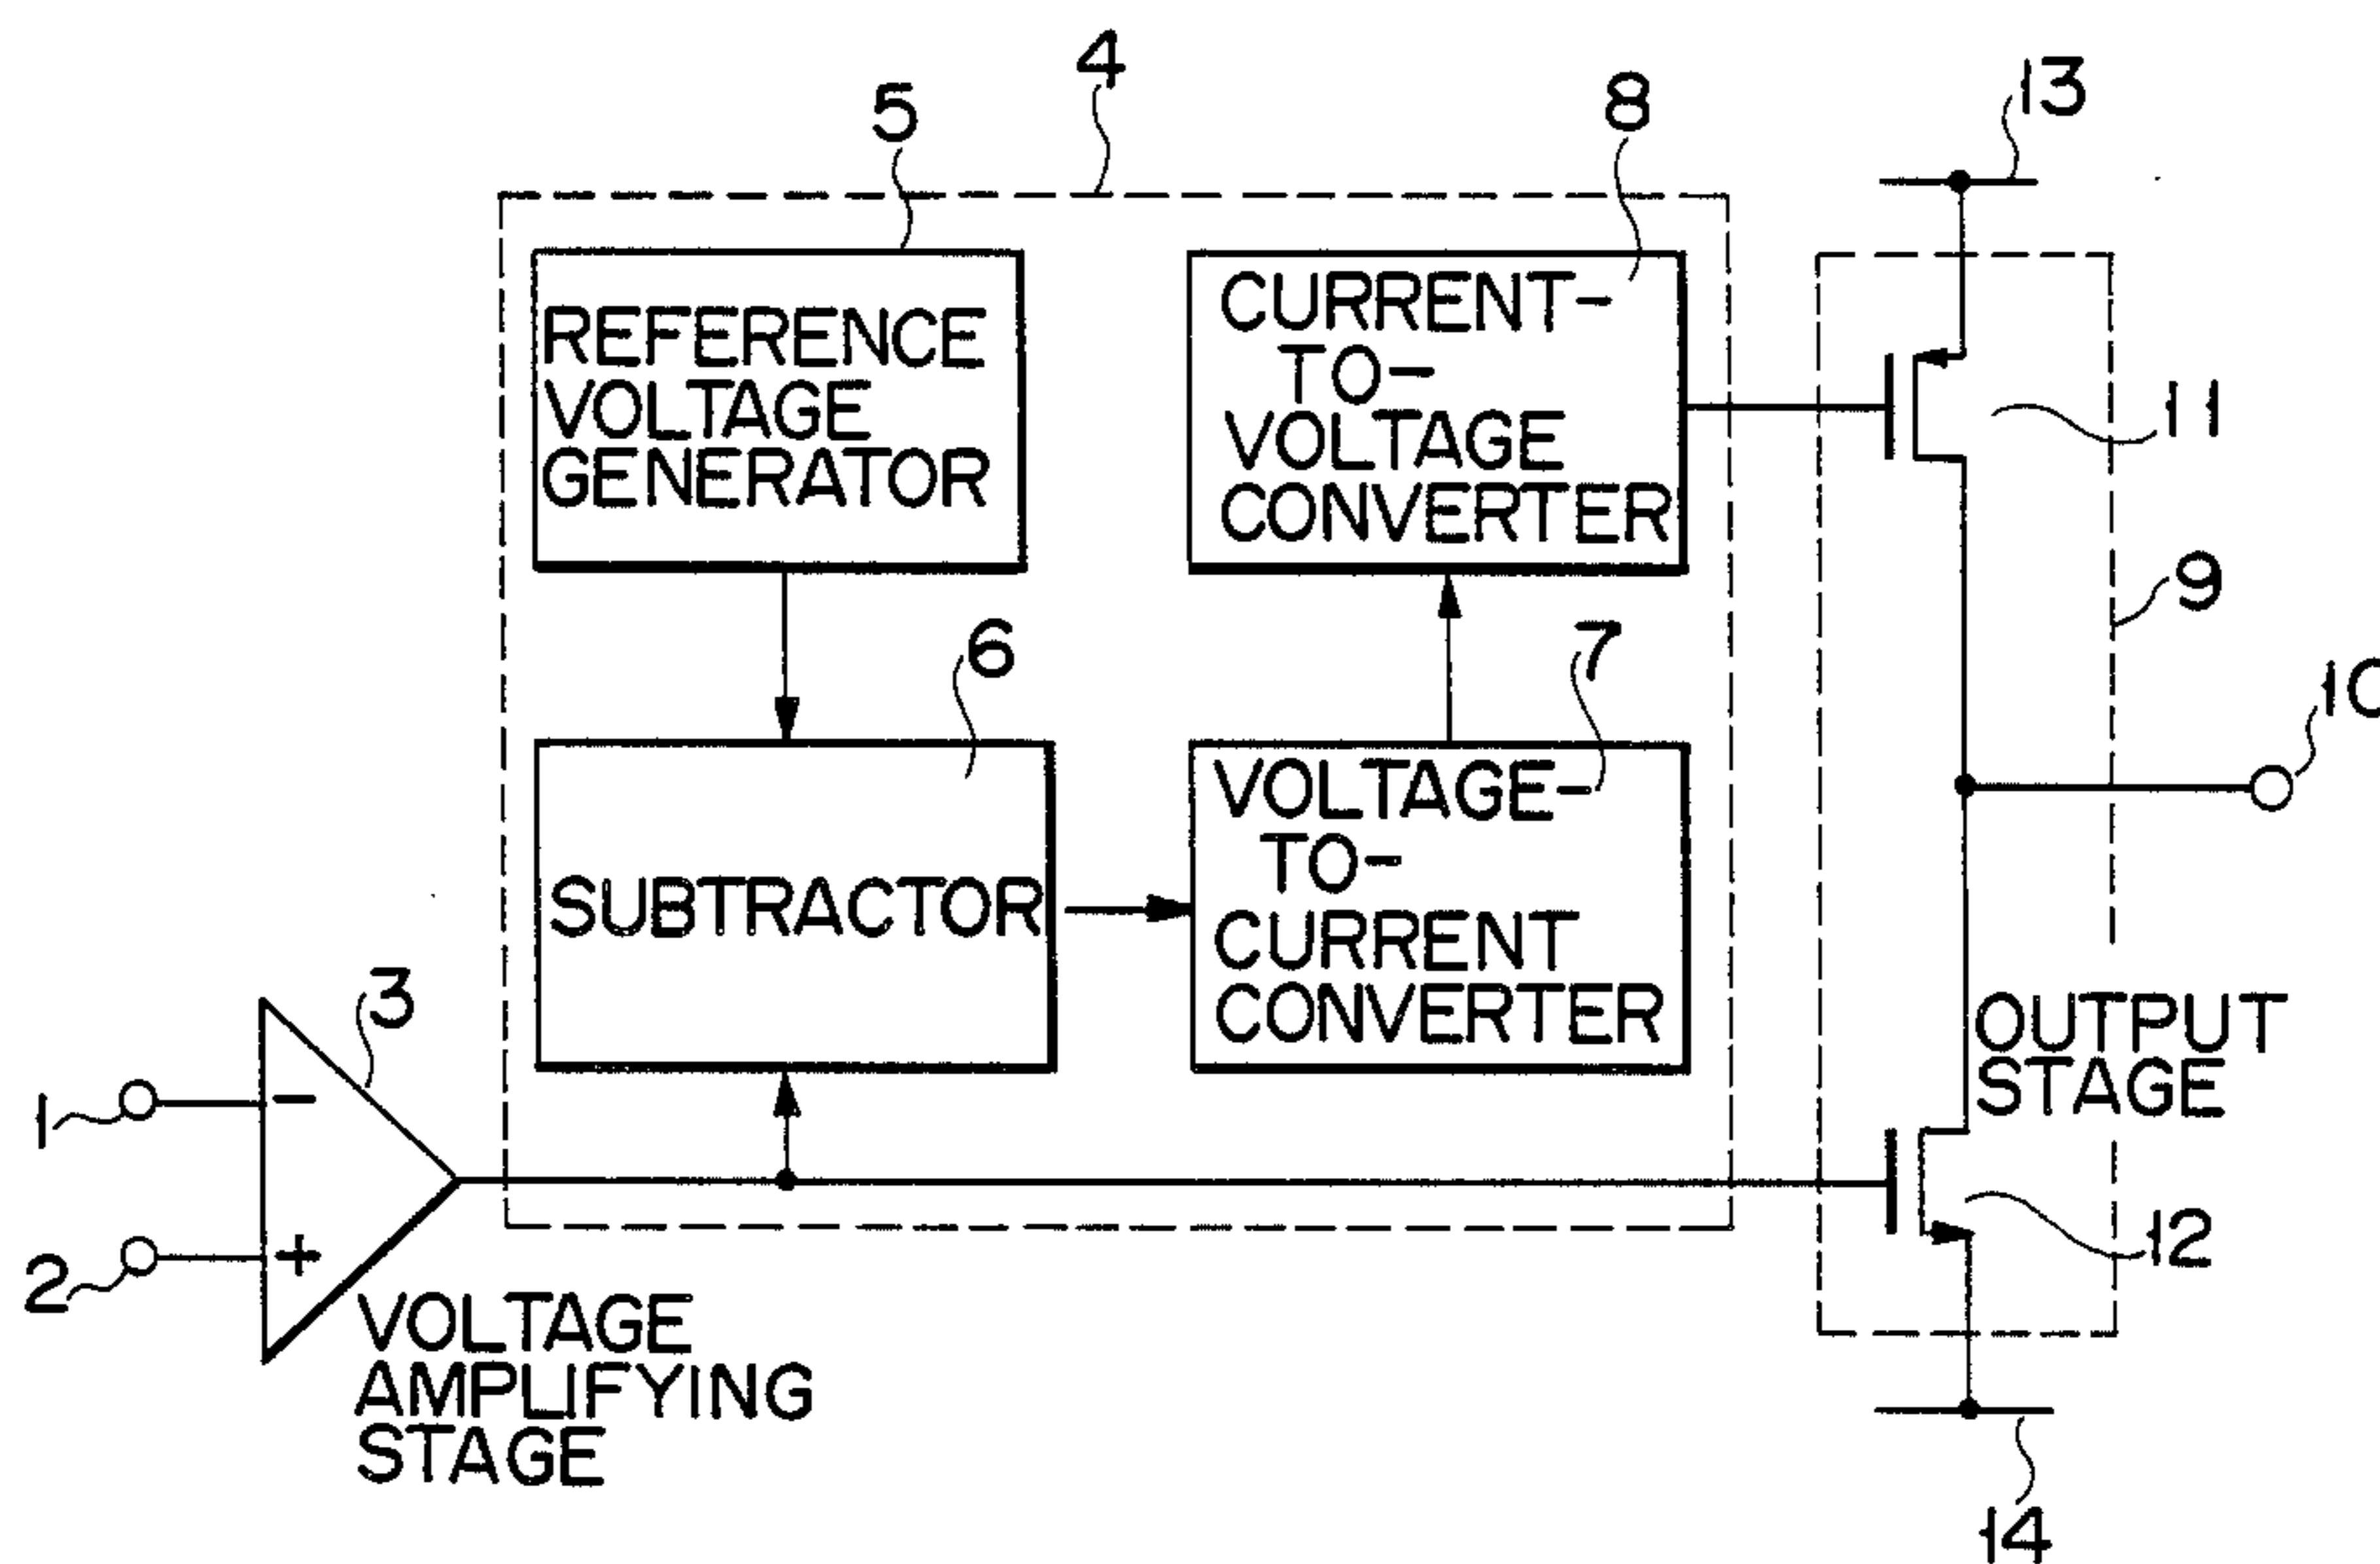 4
5
8
13
REFERENCE
VOLTAGE
GENERATOR
CURRENT-
TO-
VOLTAGE
CONVERTER
11
9
6
7
10
SUBTRACTOR
VOLTAGE-
TO-
CURRENT
CONVERTER
3
OUTPUT
STAGE
1
-
2
+
12
VOLTAGE
AMPLIFYING
STAGE
14